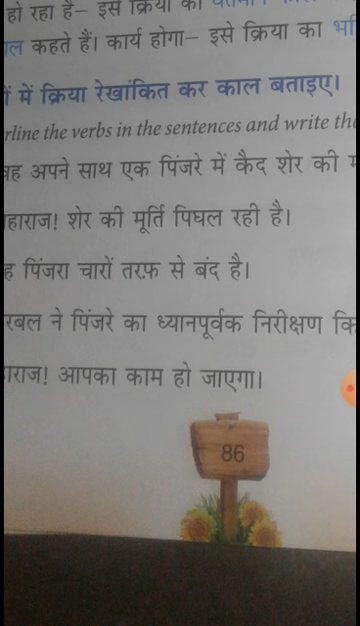 हो रहा है– इसे क्रिया का
ल कहते हैं। कार्य होगा– इसे क्रिया का
में क्रिया रेखांकित कर काल बताइए।
rline the verbs in the sentences and write the
वह अपने साथ एक पिंजरे में कैद शेर की
हाराज! शेर की मूर्ति पिघल रही है।
ह पिंजरा चारों तरफ़ से बंद है।
रबल ने पिंजरे का ध्यानपूर्वक निरीक्षण कि
ाराज! आपका काम हो जाएगा।
86